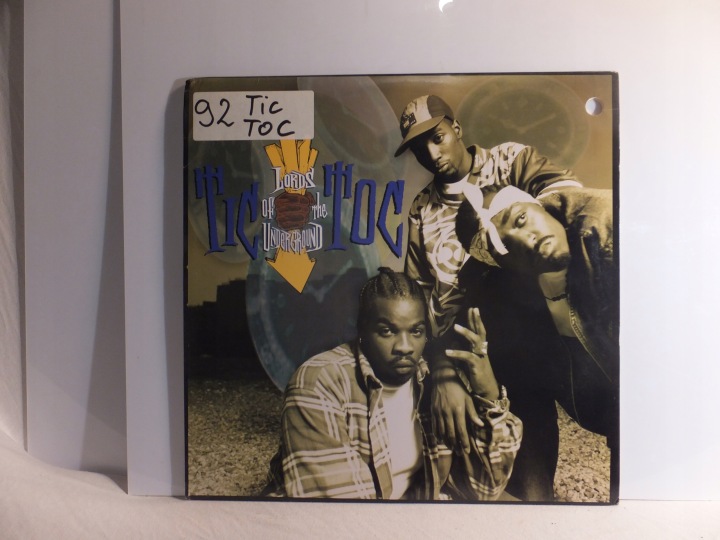 92 Tic
TOC
TIC TOC
LORDS
OF the
UNDERGROUND